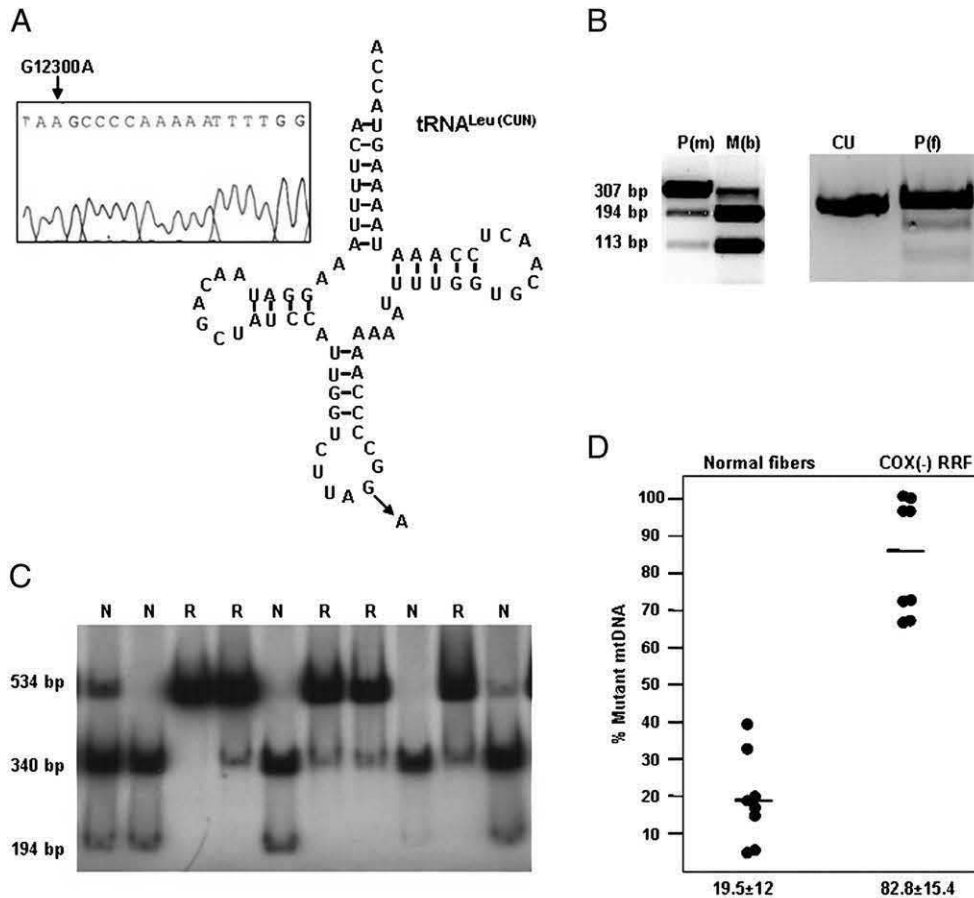 A
G12300A
TAAGCCCCAAAAATTTTGG
tRNA Leu (CUN)
A
C
C
A
A U
C G
U A
U A
U A
U A
A U
A
A
U A G G
A A C A C G C U
A U C C
A
A A A C C
U C A A C G U
U U U G G
A U
A A A
U A
U A
G C
G C
U C
C C
U G
U G
U A
A
B
P(m) M(b)
307 bp
194 bp
113 bp
CU P(f)
C
N N R R N R R N R N
534 bp
340 bp
194 bp
D
Normal fibers COX(-) RRF
% Mutant mtDNA
100
90
80
70
60
50
40
30
20
10
19.5±12 82.8±15.4